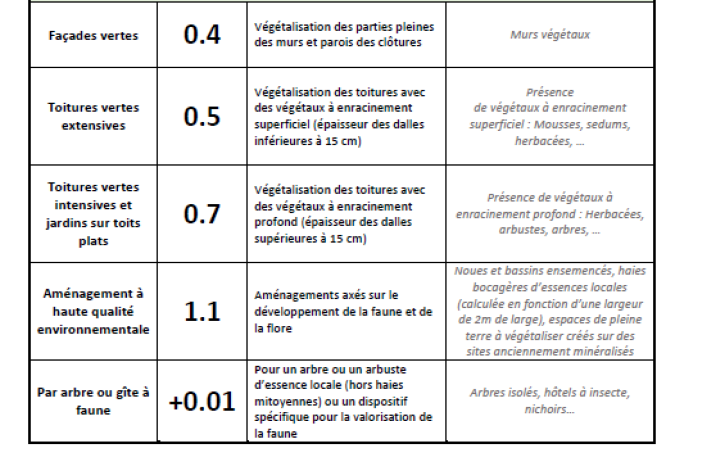 Façades vertes
0.4
Végétalisation des parties pleines
des murs et parois des clôtures
Murs végétaux
Toitures vertes
extensives
0.5
Végétalisation des toitures avec
des végétaux à enracinement
superficiel (épaisseur des dalles
inférieures à 15 cm)
Présence
de végétaux à enracinement
superficiel : Mousses, sedums,
herbacées, ...
Toitures vertes
intensives et
jardins sur toits
plats
0.7
Végétalisation des toitures avec
des végétaux à enracinement
profond (épaisseur des dalles
supérieures à 15 cm)
Présence de végétaux à
enracinement profond : Herbacées,
arbustes, arbres, ...
Aménagement à
haute qualité
environnementale
1.1
Aménagements axés sur le
développement de la faune et de
la flore
Noues et bassins ensemencés, haies
bocagères d'essences locales
(calculée en fonction d'une largeur
de 2m de large), espaces de pleine
terre à végétaliser créés sur des
sites anciennement minéralisés
Par arbre ou gîte à
faune
+0.01
Pour un arbre ou un arbuste
d'essence locale (hors haies
mitoyennes) ou un dispositif
spécifique pour la valorisation de
la faune
Arbres isolés, hôtels à insecte,
nichoirs...